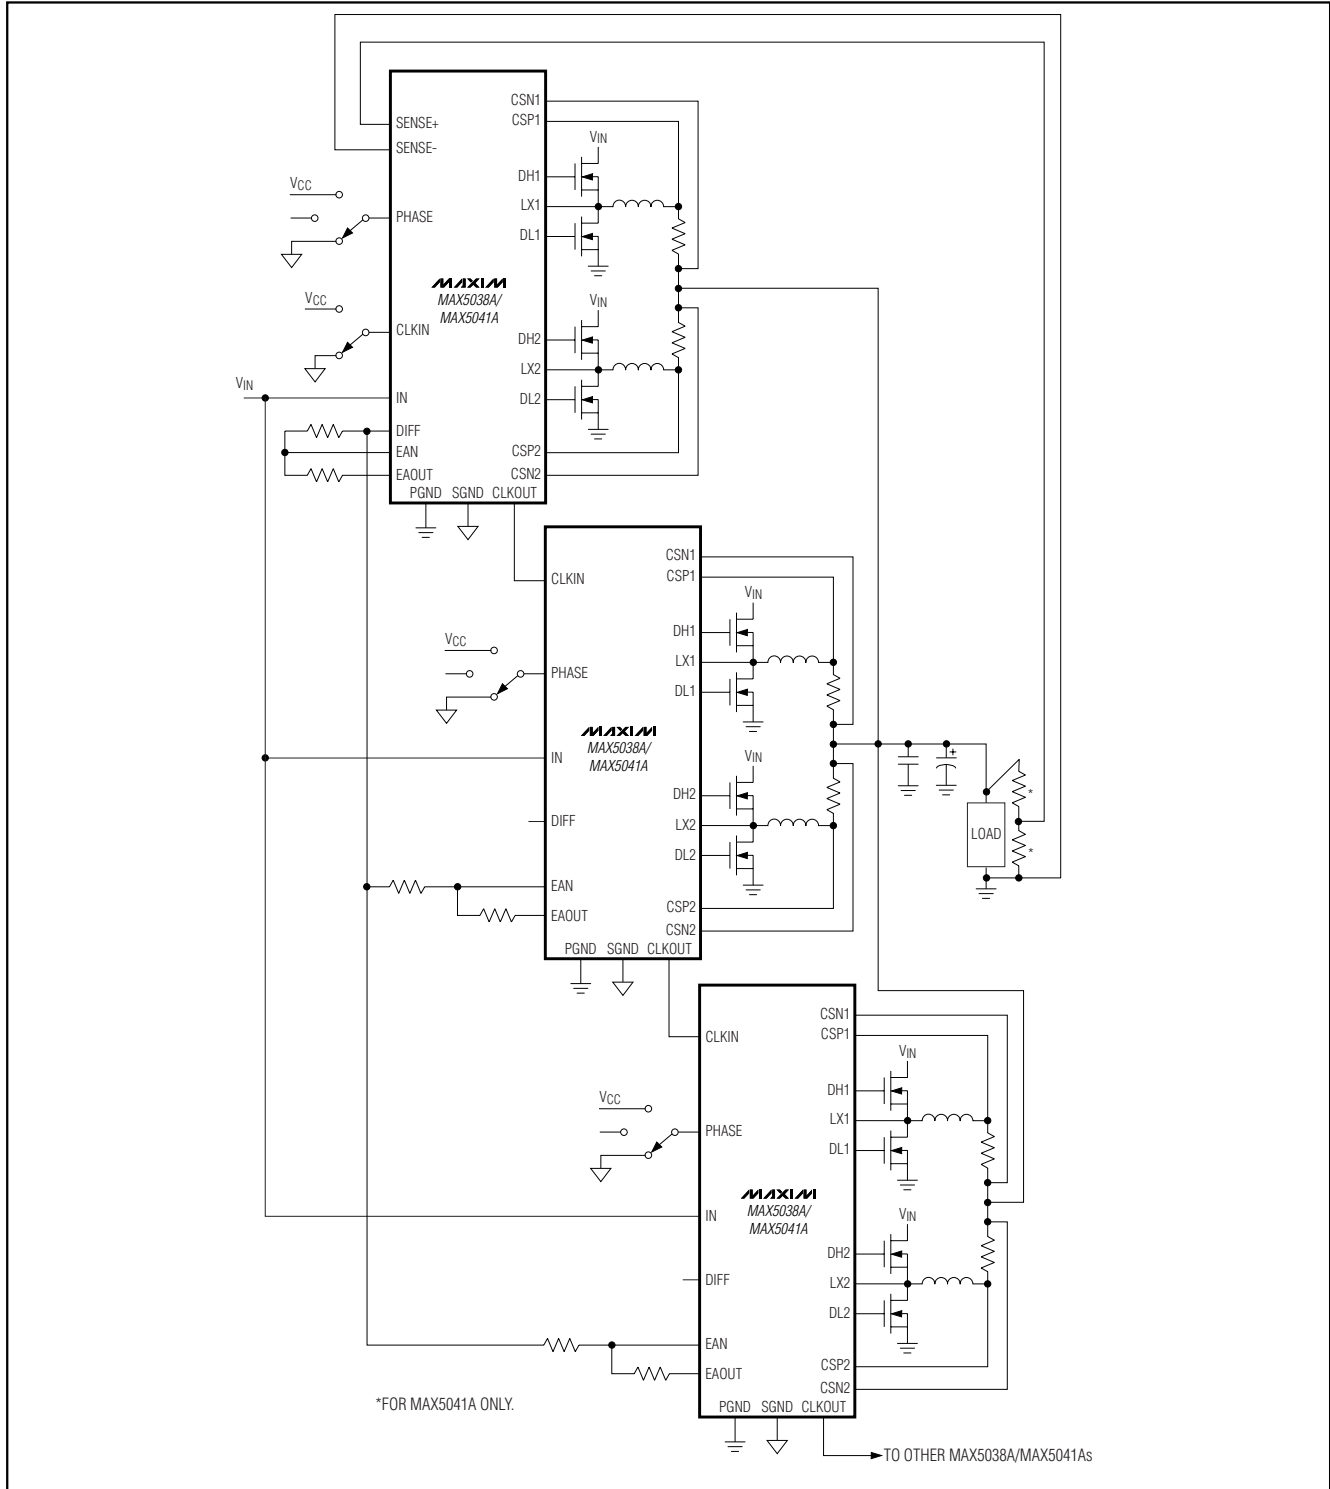 CSN1
CSP1
SENSE+
SENSE-
VIN
DH1
VCC
LX1
PHASE
DL1
MAXIM
MAX5038A/
MAX5041A
VCC
VIN
CLKIN
DH2
LX2
VIN
IN
DL2
DIFF
EAN
CSP2
EAOUT
CSN2
PGND SGND CLKOUT
CSN1
CSP1
CLKIN
VIN
DH1
VCC
LX1
PHASE
DL1
MAXIM
MAX5038A/
MAX5041A
IN
VIN
+
DH2
*
DIFF
LX2
LOAD
DL2
*
EAN
CSP2
EAOUT
CSN2
PGND SGND CLKOUT
CSN1
CSP1
CLKIN
VIN
DH1
VCC
LX1
PHASE
DL1
MAXIM
MAX5038A/
MAX5041A
IN
VIN
DH2
DIFF
LX2
DL2
EAN
CSP2
EAOUT
CSN2
*FOR MAX5041A ONLY.
PGND SGND CLKOUT
TO OTHER MAX5038A/MAX5041As